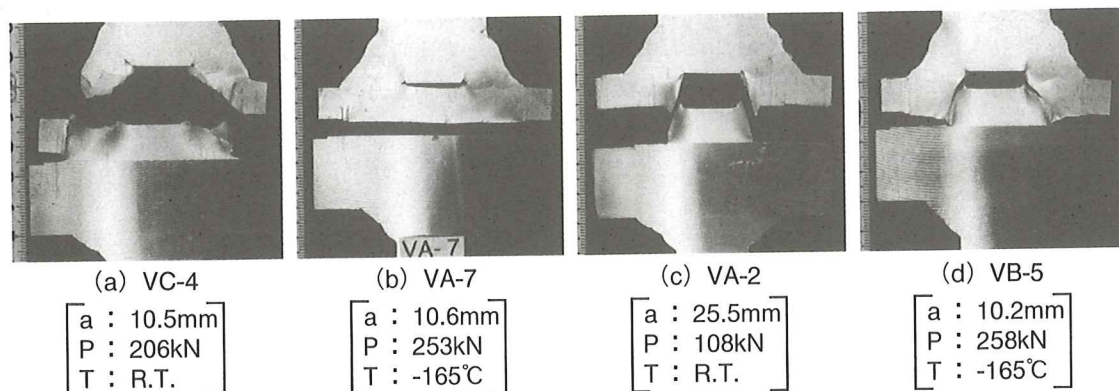 VA-7
(a) VC-4
a : 10.5mm
P : 206kN
T : R.T.
(b) VA-7
a : 10.6mm
P : 253kN
T : -165℃
(c) VA-2
a : 25.5mm
P : 108kN
T : R.T.
(d) VB-5
a : 10.2mm
P : 258kN
T : -165℃